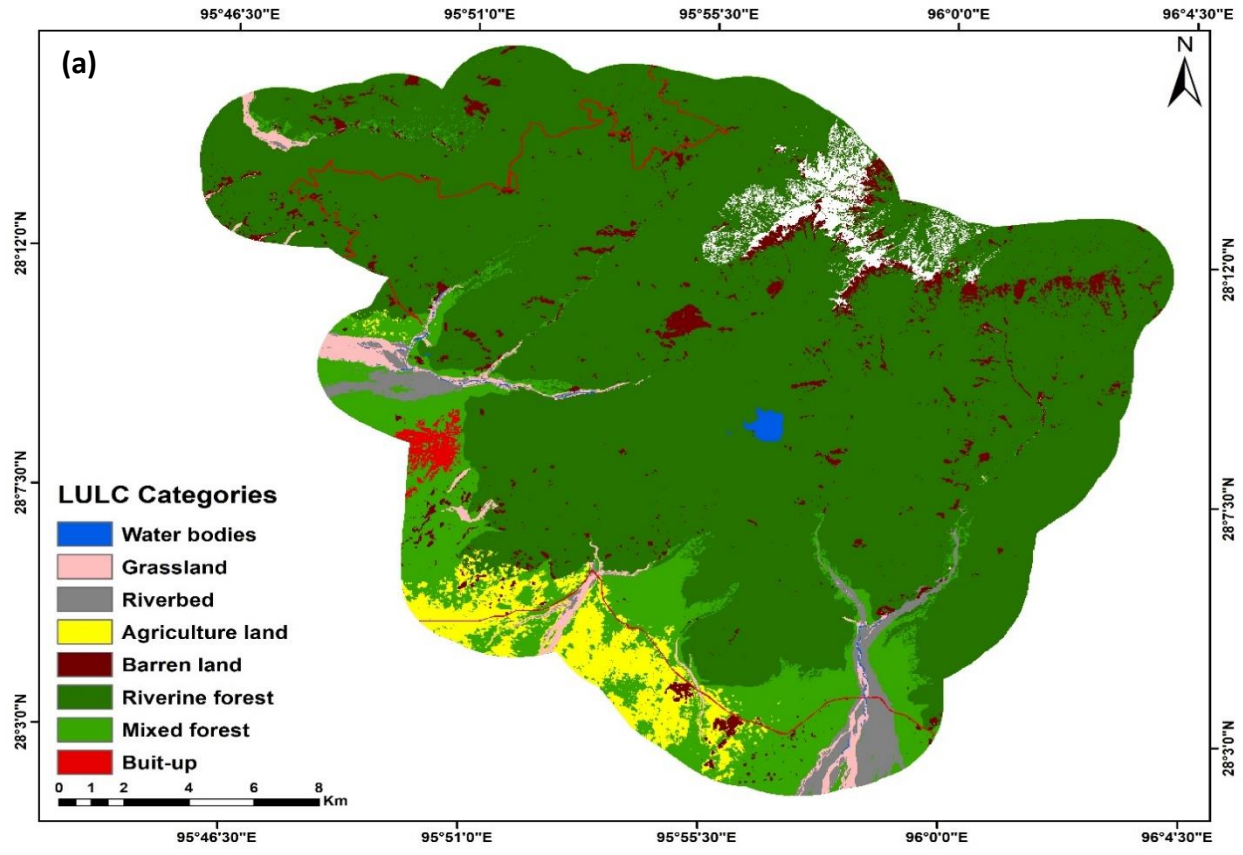 95°46'30"E 95°51'0"E 95°55'30"E 96°0'0"E 96°4'30"E
(a)
N
28°12'0"N
28°12'0"N
28°7'30"N
28°7'30"N
28°3'0"N
28°3'0"N
LULC Categories
Water bodies
Grassland
Riverbed
Agriculture land
Barren land
Riverine forest
Mixed forest
Buit-up
0 1 2 4 6 8
Km
95°46'30"E 95°51'0"E 95°55'30"E 96°0'0"E 96°4'30"E